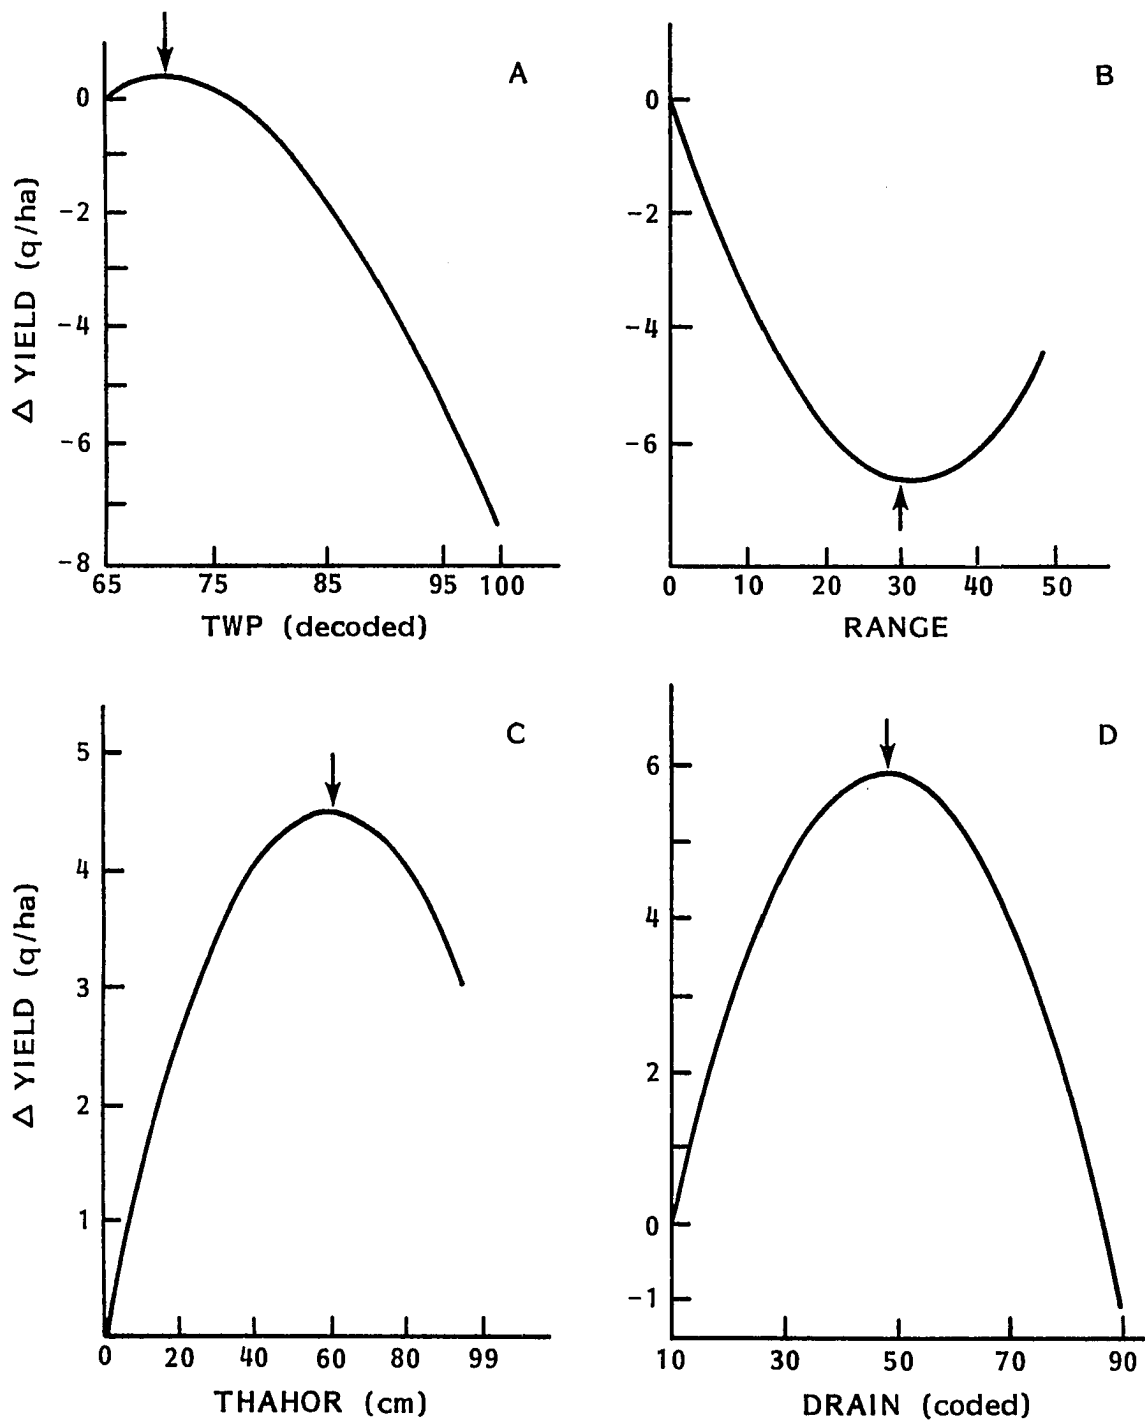 A
Δ YIELD (q/ha)
0
-2
-4
-6
-8
65 75 85 95 100
TWP (decoded)
B
0
-2
-4
-6
0 10 20 30 40 50
RANGE
C
Δ YIELD (q/ha)
5
4
3
2
1
0 20 40 60 80 99
THAHOR (cm)
D
6
4
2
0
-1
10 30 50 70 90
DRAIN (coded)